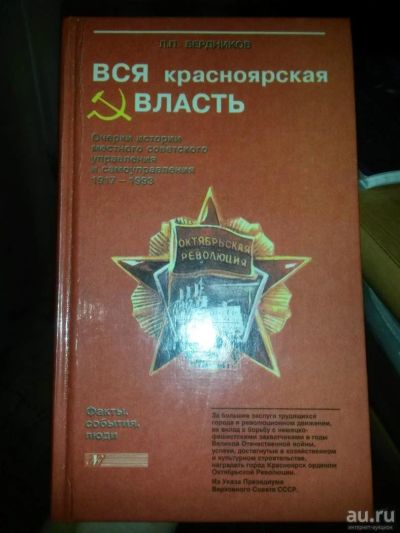 Л.П. БЕРДНИКОВ
ВСЯ красноярская
ВЛАСТЬ
Очерки истории
местного советского
управления
и самоуправления
1917 – 1993
ОКТЯБРЬСКАЯ
РЕВОЛЮЦИЯ
Факты,
события,
люди
За большие заслуги трудящихся
города в революционном движении,
их вклад в борьбу с немецко-
фашистскими захватчиками в годы
Великой Отечественной войны,
успехи, достигнутые в хозяйственном
и культурном строительстве,
наградить город Красноярск орденом
Октябрьской Революции.
Из Указа Президиума
Верховного Совета СССР.
au.ru
интернет-аукцион